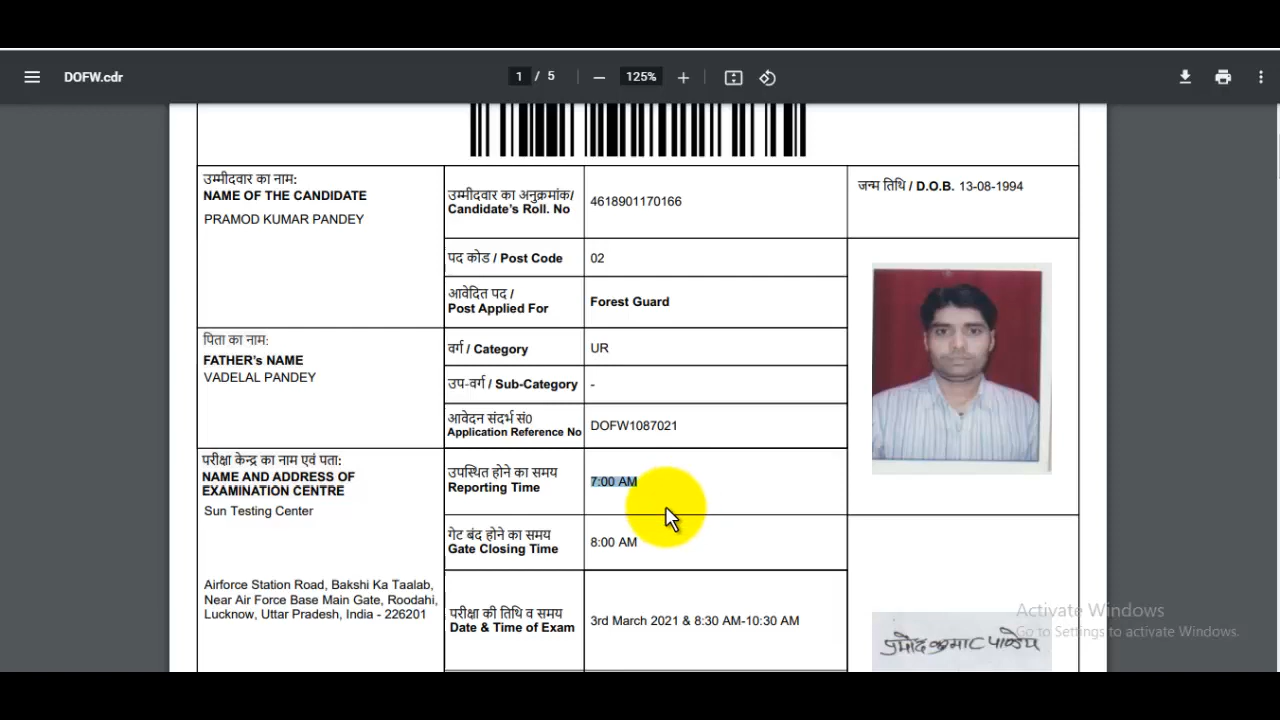 DOFW.cdr
1 / 5
125%
उम्मीदवार का नाम:
NAME OF THE CANDIDATE
PRAMOD KUMAR PANDEY
उम्मीदवार का अनुक्रमांक/
Candidate's Roll. No
4618901170166
जन्म तिथि / D.O.B. 13-08-1994
पद कोड / Post Code
02
आवेदित पद /
Post Applied For
Forest Guard
पिता का नाम:
FATHER's NAME
VADELAL PANDEY
वर्ग / Category
UR
उप-वर्ग / Sub-Category
-
आवेदन संदर्भ सं0
Application Reference No
DOFW1087021
परीक्षा केन्द्र का नाम एवं पता:
NAME AND ADDRESS OF
EXAMINATION CENTRE
Sun Testing Center
Airforce Station Road, Bakshi Ka Taalab,
Near Air Force Base Main Gate, Roodahi,
Lucknow, Uttar Pradesh, India - 226201
उपस्थित होने का समय
Reporting Time
7:00 AM
गेट बंद होने का समय
Gate Closing Time
8:00 AM
परीक्षा की तिथि व समय
Date & Time of Exam
3rd March 2021 & 8:30 AM-10:30 AM
प्रमोद कुमार पाण्डेय
Activate Windows
Go to Settings to activate Windows.